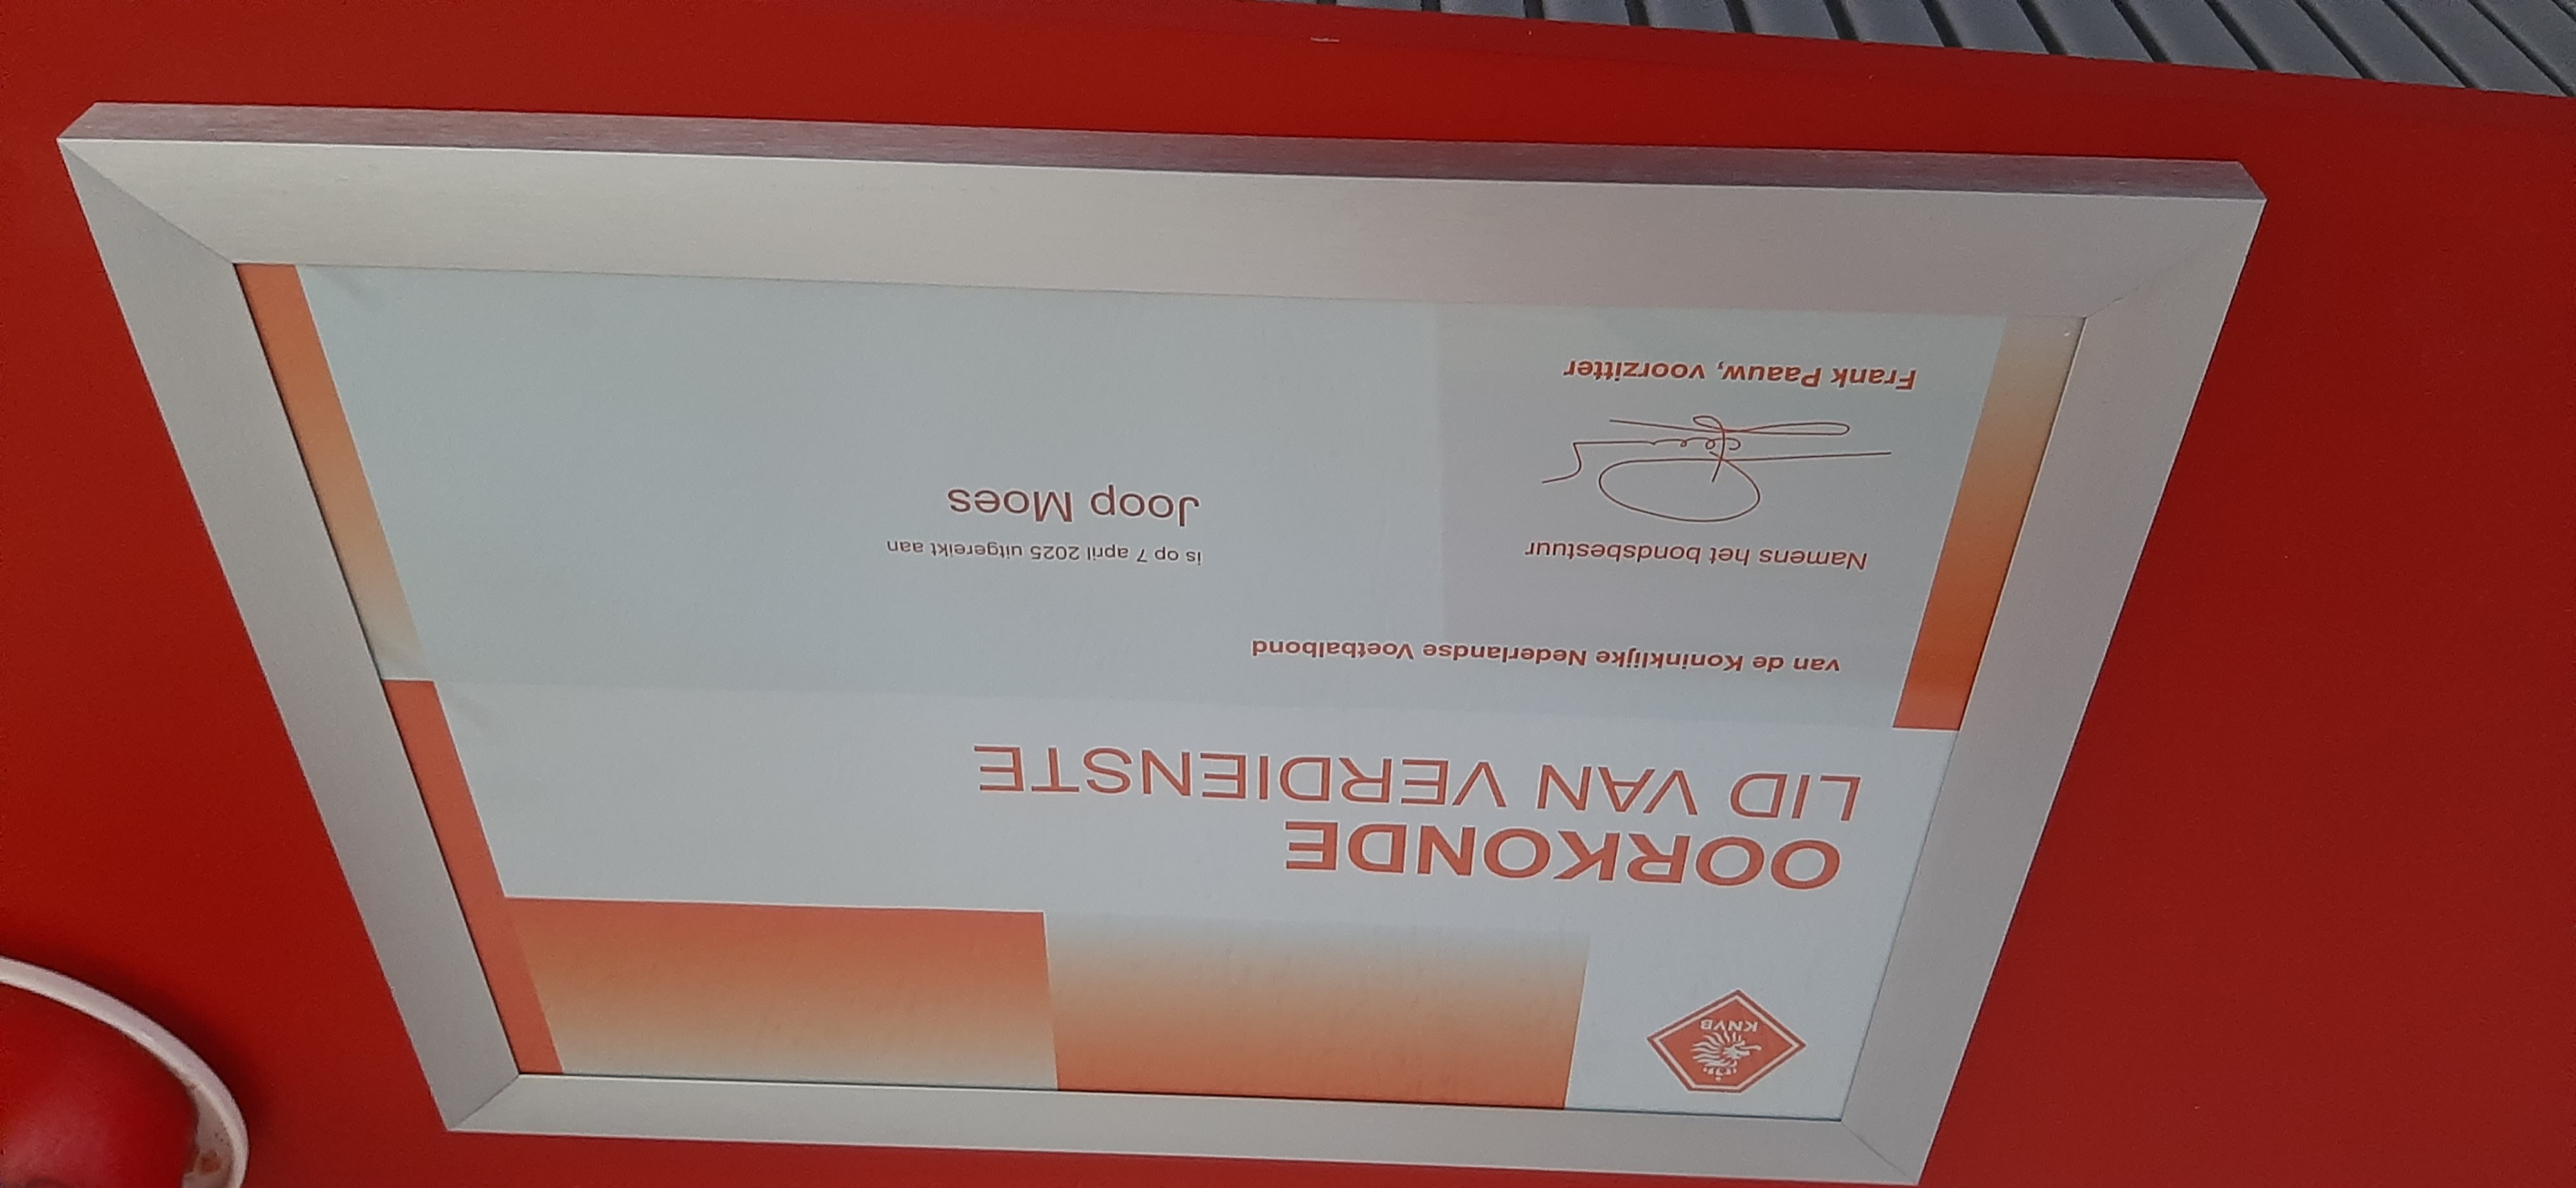 KNVB
OORKONDE
LID VAN VERDIENSTE
van de Koninklijke Nederlandse Voetbalbond
is op 7 april 2025 uitgereikt aan
Joop Moes
Namens het bondsbestuur
Frank Paauw, voorzitter